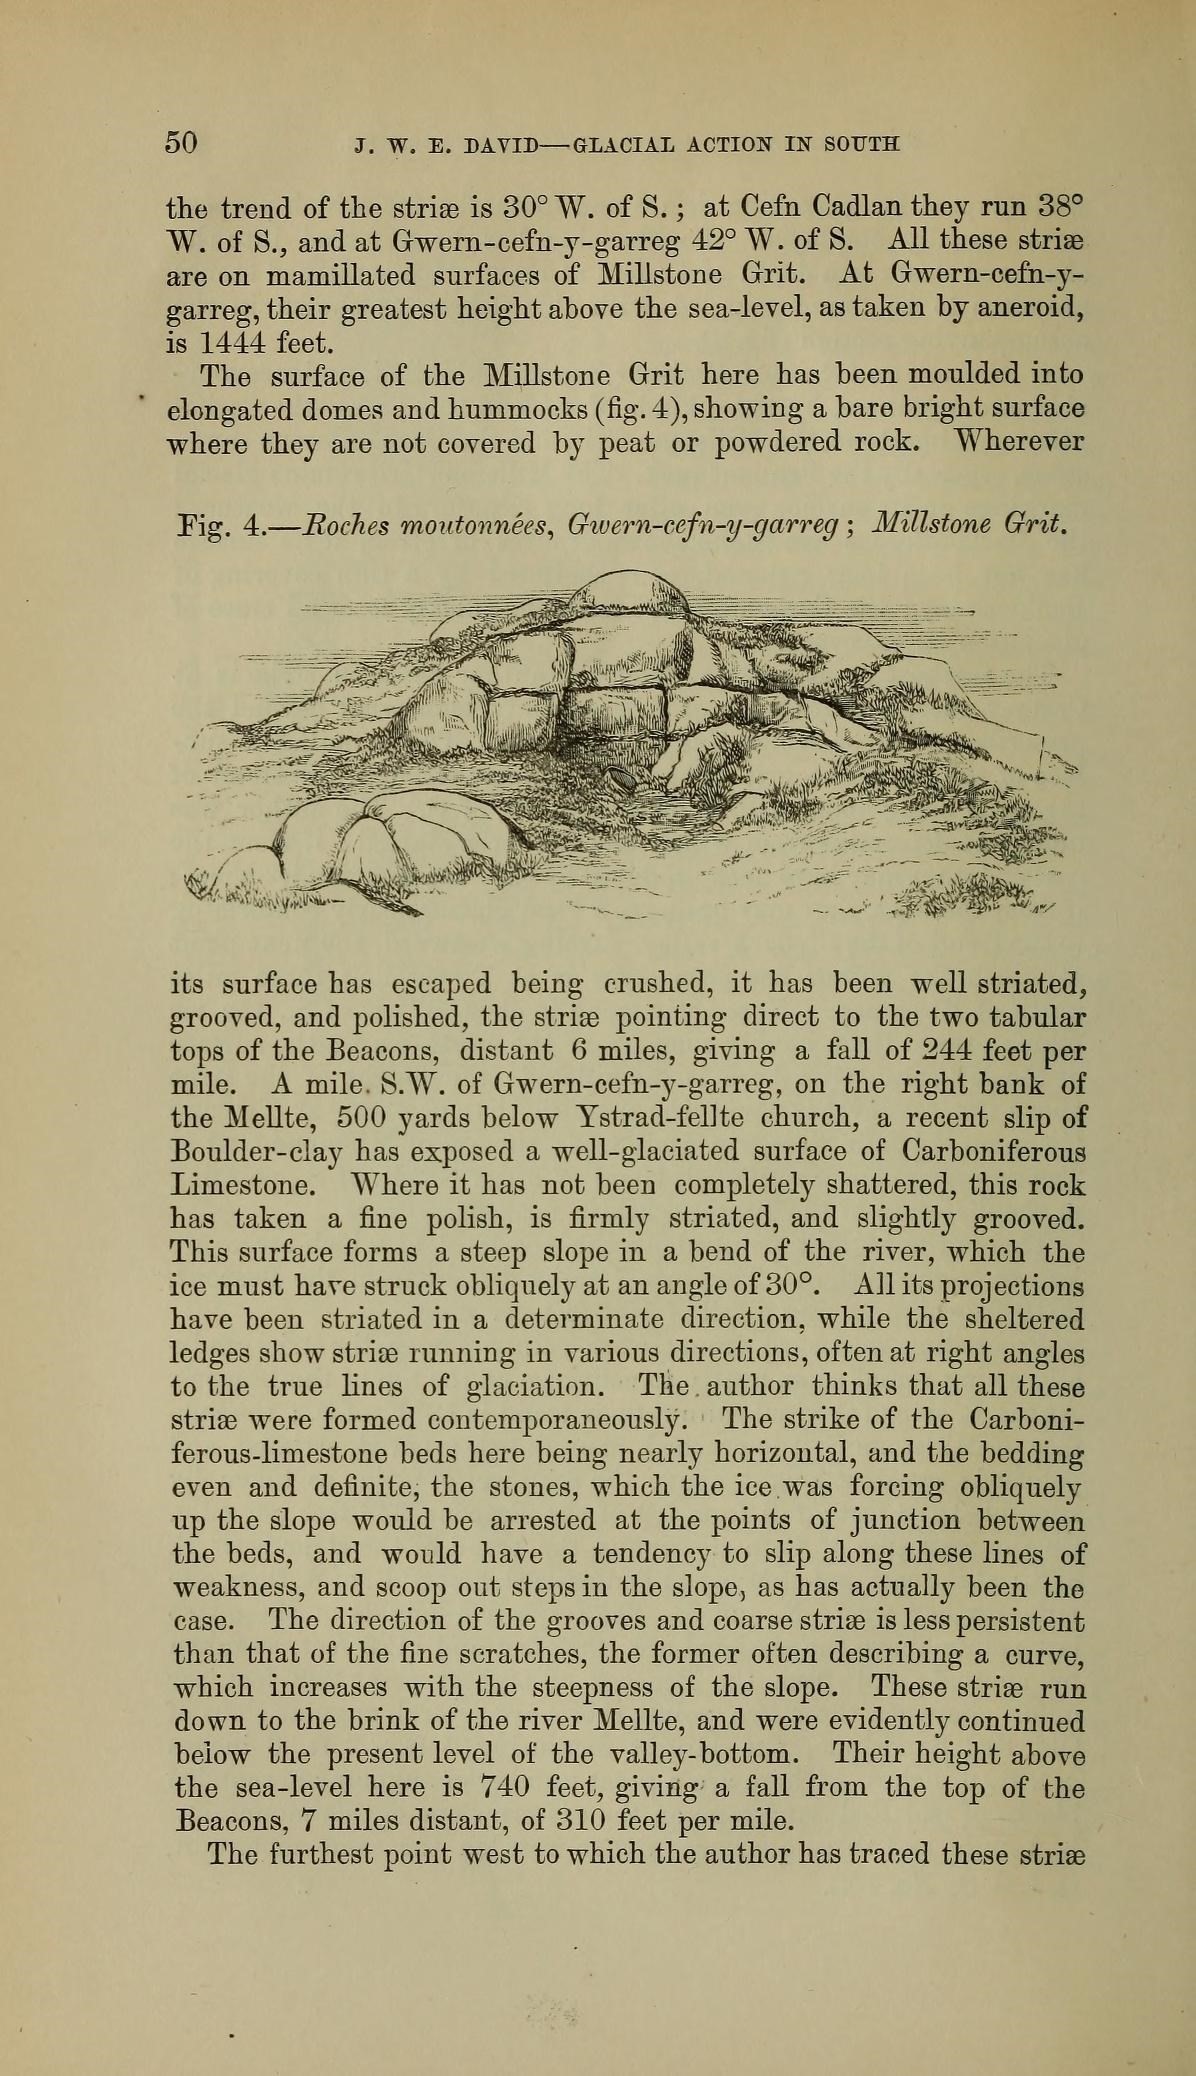 50 J. W. E. DAVID—GLACIAL ACTION IN SOUTH
the trend of the striæ is 30° W. of S. ; at Cefn Cadlan they run 38°
W. of S., and at Gwern-cefn-y-garreg 42° W. of S. All these striæ
are on mamillated surfaces of Millstone Grit. At Gwern-cefn-y-
garreg, their greatest height above the sea-level, as taken by aneroid,
is 1444 feet.
The surface of the Millstone Grit here has been moulded into
elongated domes and hummocks (fig. 4), showing a bare bright surface
where they are not covered by peat or powdered rock. Wherever
Fig. 4.—Roches moutonnées, Gwern-cefn-y-garreg ; Millstone Grit.
its surface has escaped being crushed, it has been well striated,
grooved, and polished, the striæ pointing direct to the two tabular
tops of the Beacons, distant 6 miles, giving a fall of 244 feet per
mile. A mile S.W. of Gwern-cefn-y-garreg, on the right bank of
the Mellte, 500 yards below Ystrad-fellte church, a recent slip of
Boulder-clay has exposed a well-glaciated surface of Carboniferous
Limestone. Where it has not been completely shattered, this rock
has taken a fine polish, is firmly striated, and slightly grooved.
This surface forms a steep slope in a bend of the river, which the
ice must have struck obliquely at an angle of 30°. All its projections
have been striated in a determinate direction, while the sheltered
ledges show striæ running in various directions, often at right angles
to the true lines of glaciation. The author thinks that all these
striæ were formed contemporaneously. The strike of the Carboni-
ferous-limestone beds here being nearly horizontal, and the bedding
even and definite, the stones, which the ice was forcing obliquely
up the slope would be arrested at the points of junction between
the beds, and would have a tendency to slip along these lines of
weakness, and scoop out steps in the slope, as has actually been the
case. The direction of the grooves and coarse striæ is less persistent
than that of the fine scratches, the former often describing a curve,
which increases with the steepness of the slope. These striæ run
down to the brink of the river Mellte, and were evidently continued
below the present level of the valley-bottom. Their height above
the sea-level here is 740 feet, giving a fall from the top of the
Beacons, 7 miles distant, of 310 feet per mile.
The furthest point west to which the author has traced these striæ